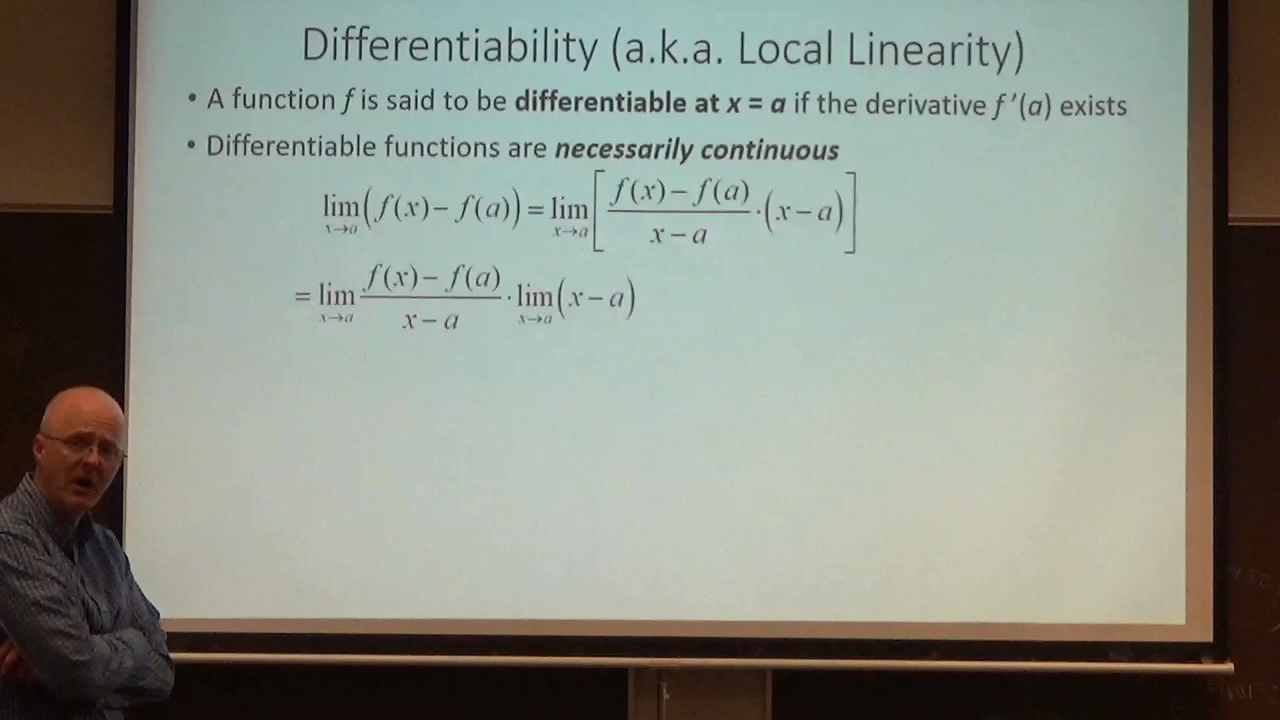 Differentiability (a.k.a. Local Linearity)
• A function f is said to be differentiable at x = a if the derivative f '(a) exists
• Differentiable functions are necessarily continuous
lim x→a (f(x) − f(a)) = lim x→a [ (f(x) − f(a)) / (x − a) · (x − a) ]
= lim x→a (f(x) − f(a)) / (x − a) · lim x→a (x − a)